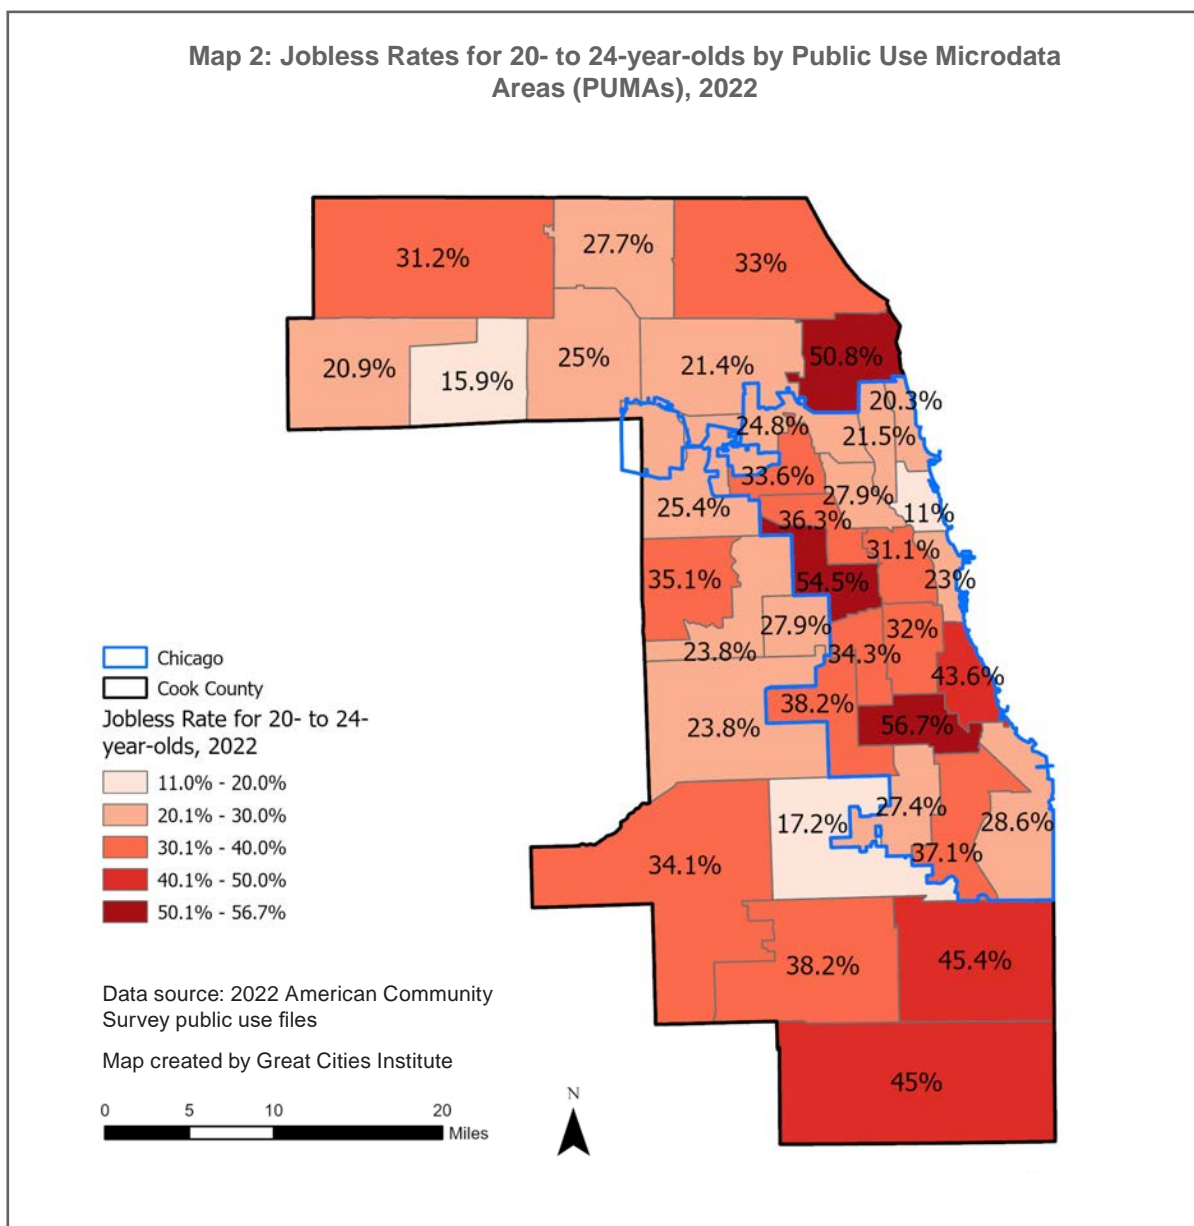 Map 2: Jobless Rates for 20- to 24-year-olds by Public Use Microdata
Areas (PUMAs), 2022
31.2%
27.7%
33%
20.9%
15.9%
25%
21.4%
50.8%
20.3%
24.8%
21.5%
33.6%
27.9%
25.4%
36.3%
11%
31.1%
35.1%
54.5%
23%
27.9%
32%
23.8%
34.3%
43.6%
38.2%
23.8%
56.7%
27.4%
17.2%
28.6%
37.1%
34.1%
38.2%
45.4%
45%
Chicago
Cook County
Jobless Rate for 20- to 24-
year-olds, 2022
11.0% - 20.0%
20.1% - 30.0%
30.1% - 40.0%
40.1% - 50.0%
50.1% - 56.7%
Data source: 2022 American Community
Survey public use files
Map created by Great Cities Institute
0 5 10 20
Miles
N